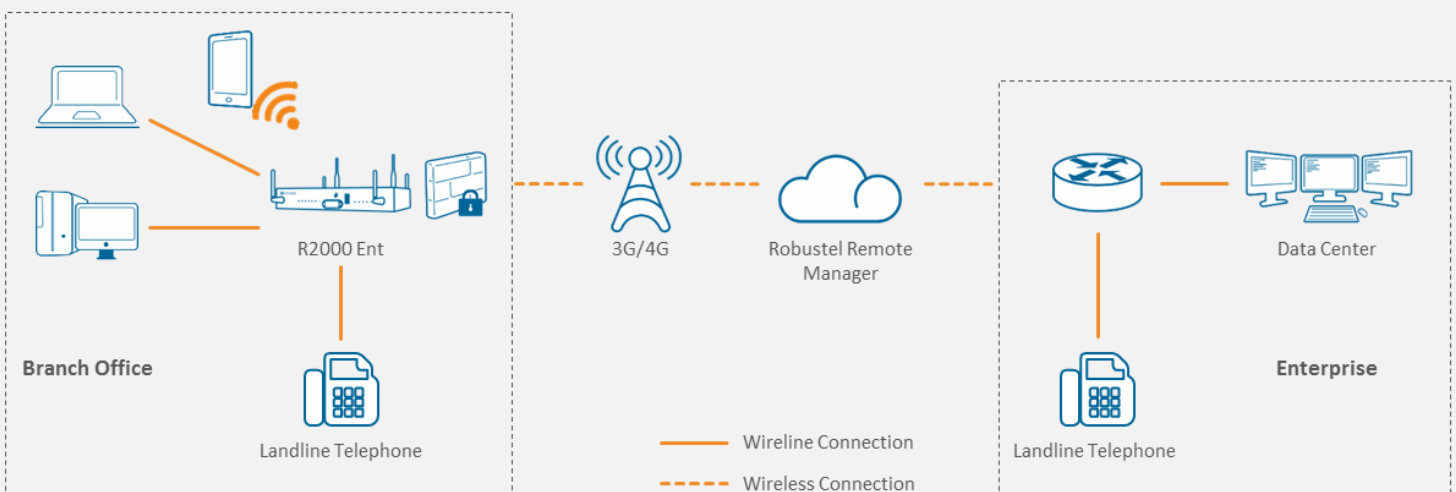 R2000 Ent
3G/4G
Robustel Remote
Manager
Data Center
Branch Office
Enterprise
Landline Telephone
Wireline Connection
Landline Telephone
Wireless Connection